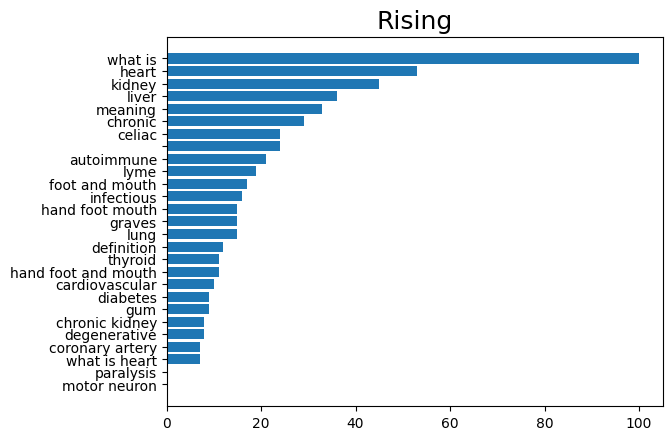 Rising
what is
heart
kidney
liver
meaning
chronic
celiac
autoimmune
lyme
foot and mouth
infectious
hand foot mouth
graves
lung
definition
thyroid
hand foot and mouth
cardiovascular
diabetes
gum
chronic kidney
degenerative
coronary artery
what is heart
paralysis
motor neuron
0 20 40 60 80 100